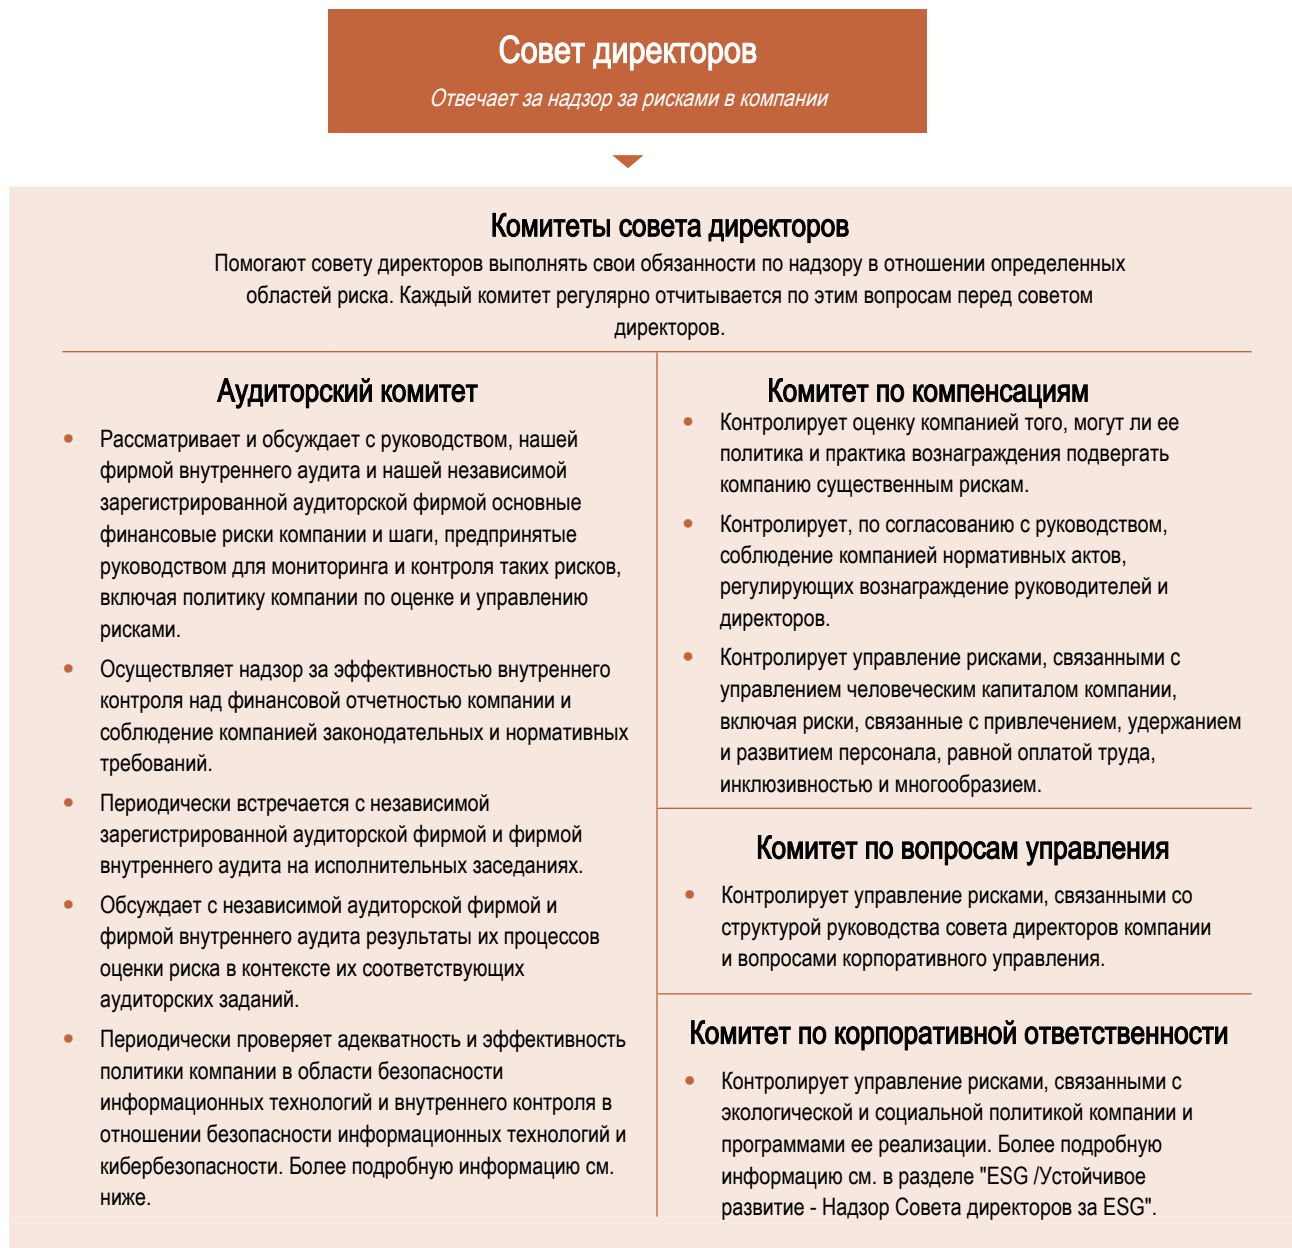 Совет директоров
Отвечает за надзор за рисками в компании
Комитеты совета директоров
Помогают совету директоров выполнять свои обязанности по надзору в отношении определенных
областей риска. Каждый комитет регулярно отчитывается по этим вопросам перед советом
директоров.
Аудиторский комитет
• Рассматривает и обсуждает с руководством, нашей
фирмой внутреннего аудита и нашей независимой
зарегистрированной аудиторской фирмой основные
финансовые риски компании и шаги, предпринятые
руководством для мониторинга и контроля таких рисков,
включая политику компании по оценке и управлению
рисками.
• Осуществляет надзор за эффективностью внутреннего
контроля над финансовой отчетностью компании и
соблюдение компанией законодательных и нормативных
требований.
• Периодически встречается с независимой
зарегистрированной аудиторской фирмой и фирмой
внутреннего аудита на исполнительных заседаниях.
• Обсуждает с независимой аудиторской фирмой и
фирмой внутреннего аудита результаты их процессов
оценки риска в контексте их соответствующих
аудиторских заданий.
• Периодически проверяет адекватность и эффективность
политики компании в области безопасности
информационных технологий и внутреннего контроля в
отношении безопасности информационных технологий и
кибербезопасности. Более подробную информацию см.
ниже.
Комитет по компенсациям
• Контролирует оценку компанией того, могут ли ее
политика и практика вознаграждения подвергать
компанию существенным рискам.
• Контролирует, по согласованию с руководством,
соблюдение компанией нормативных актов,
регулирующих вознаграждение руководителей и
директоров.
• Контролирует управление рисками, связанными с
управлением человеческим капиталом компании,
включая риски, связанные с привлечением, удержанием
и развитием персонала, равной оплатой труда,
инклюзивностью и многообразием.
Комитет по вопросам управления
• Контролирует управление рисками, связанными со
структурой руководства совета директоров компании
и вопросами корпоративного управления.
Комитет по корпоративной ответственности
• Контролирует управление рисками, связанными с
экологической и социальной политикой компании и
программами ее реализации. Более подробную
информацию см. в разделе "ESG /Устойчивое
развитие - Надзор Совета директоров за ESG".